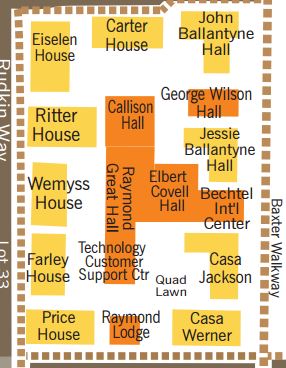 Eiselen
House
Carter
House
John
Ballantyne
Hall
Rudkin Way
Ritter
House
Callison
Hall
George Wilson
Hall
Jessie
Ballantyne
Hall
Wemyss
House
Raymond
Great Hall
Elbert
Covell
Hall
Bechtel
Int'l
Center
Baxter Walkway
Lot 33
Farley
House
Technology
Customer
Support Ctr
Quad
Lawn
Casa
Jackson
Price
House
Raymond
Lodge
Casa
Werner